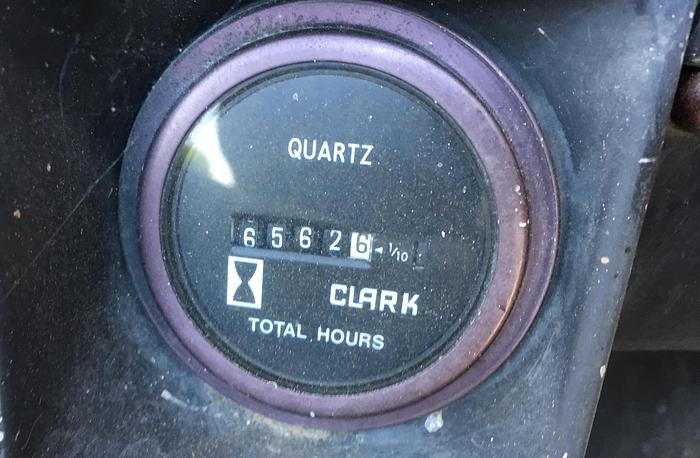 QUARTZ
65626 ◄ 1/10
CLARK
TOTAL HOURS